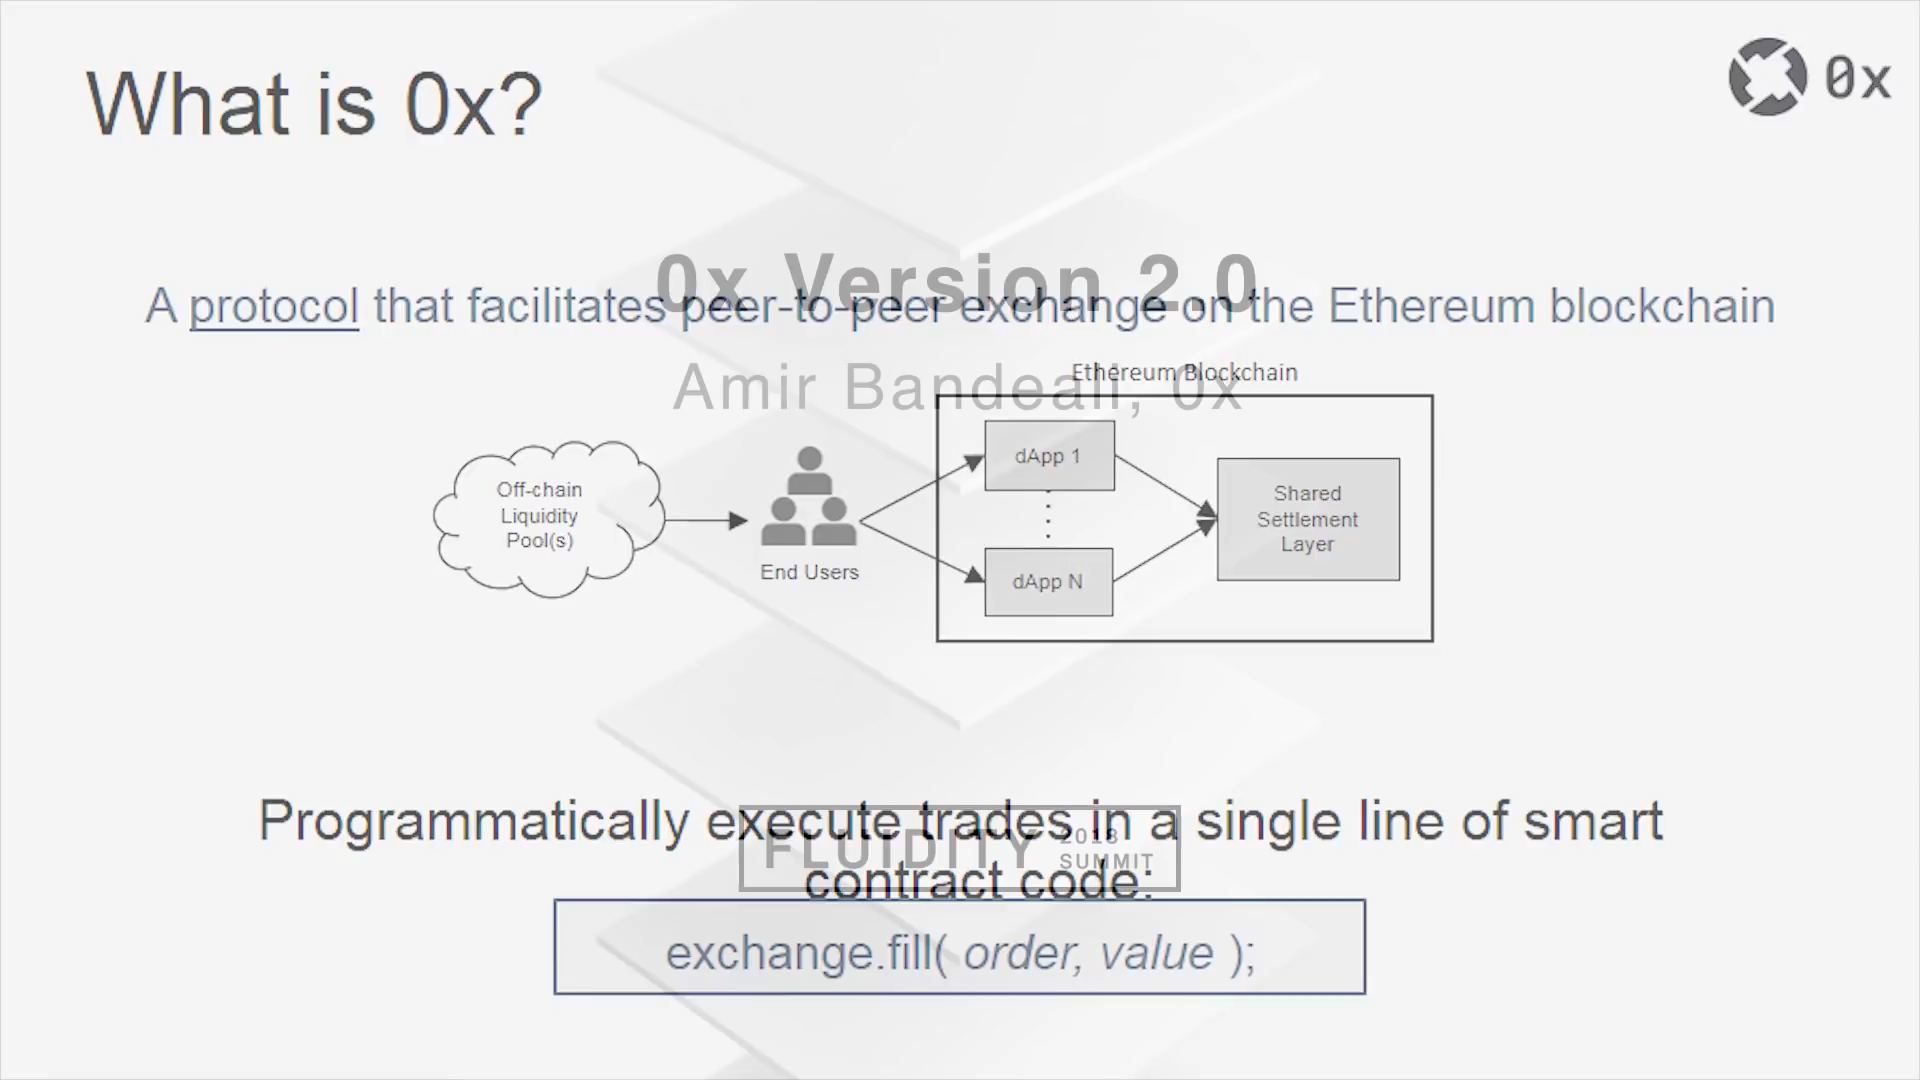 What is 0x?
0x
0x Version 2.0
A protocol that facilitates peer-to-peer exchange on the Ethereum blockchain
Amir Bandeali, 0x
Ethereum Blockchain
Off-chain
Liquidity
Pool(s)
End Users
dApp 1
dApp N
Shared
Settlement
Layer
Programmatically execute trades in a single line of smart
contract code:
FLUIDITY 2018
SUMMIT
exchange.fill( order, value );